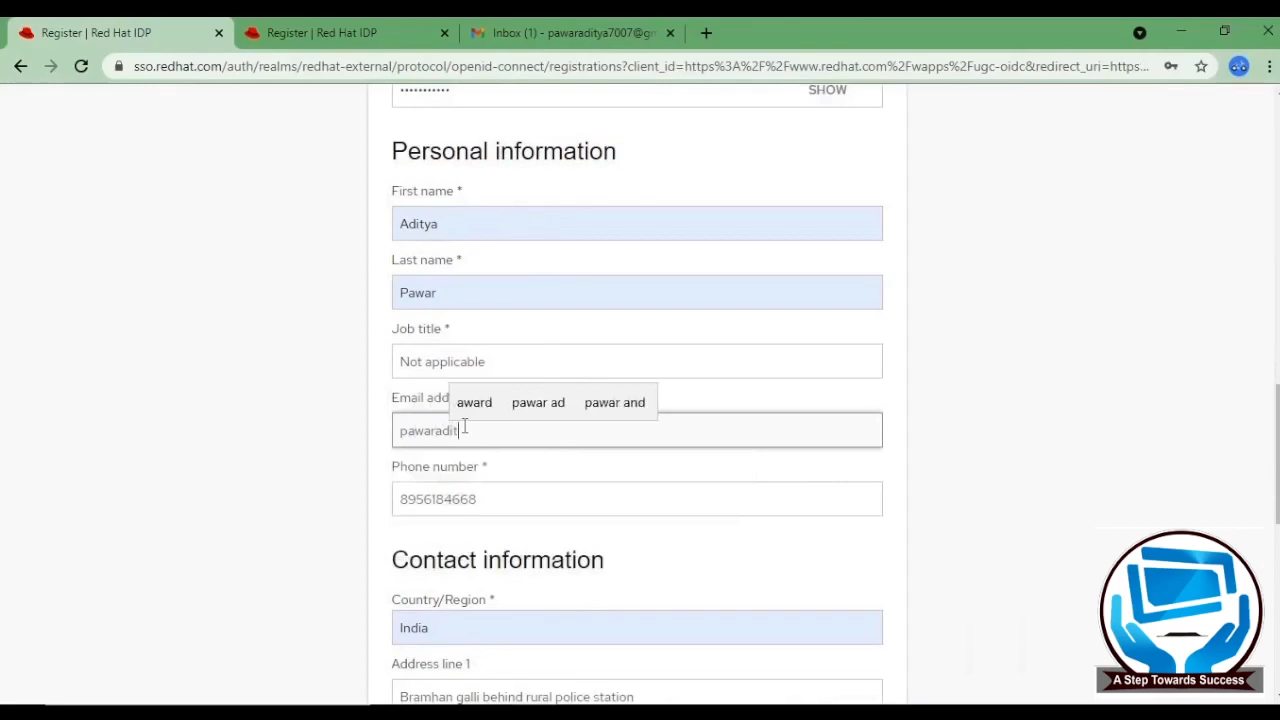 Register | Red Hat IDP
Register | Red Hat IDP
Inbox (1) - pawaraditya7007@gm
sso.redhat.com/auth/realms/redhat-external/protocol/openid-connect/registrations?client_id=https%3A%2F%2Fwww.redhat.com%2Fwapps%2Fugc-oidc&redirect_uri=https...
SHOW
Personal information
First name *
Aditya
Last name *
Pawar
Job title *
Not applicable
Email add
award pawar ad pawar and
pawaradit
Phone number *
8956184668
Contact information
Country/Region *
India
Address line 1
Bramhan galli behind rural police station
A Step Towards Success